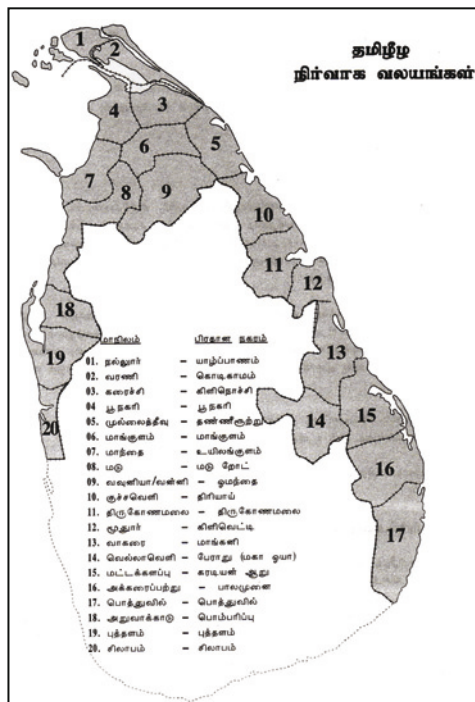 தமிழீழ
நிர்வாக வலயங்கள்
1
2
3
4
5
6
7
8
9
10
11
12
13
14
15
16
17
18
19
20
மாநிலம் பிரதான நகரம்
01. நல்லூர் – யாழ்ப்பாணம்
02. வரணி – கொடிகாமம்
03. கரைச்சி – கிளிநொச்சி
04 பூநகரி – பூநகரி
05. முல்லைத்தீவு – தண்ணீரூற்று
06. மாங்குளம் – மாங்குளம்
07. மாந்தை – உயிலங்குளம்
08. மடு – மடு றோட்
09. வவுனியா/வன்னி – ஓமந்தை
10. குச்சவெளி – திரியாய்
11. திருகோணமலை – திருகோணமலை
12. மூதூர் – கிளிவெட்டி
13. வாகரை – மாங்கனி
14. வெல்லாவெளி – பேராறு (மகா ஓயா)
15. மட்டக்களப்பு – கரடியன் ஆறு
16. அக்கரைப்பற்று – பாலமுனை
17. பொத்துவில் – பொத்துவில்
18. அறுவாக்காடு – பொம்பரிப்பு
19. புத்தளம் – புத்தளம்
20. சிலாபம் – சிலாபம்